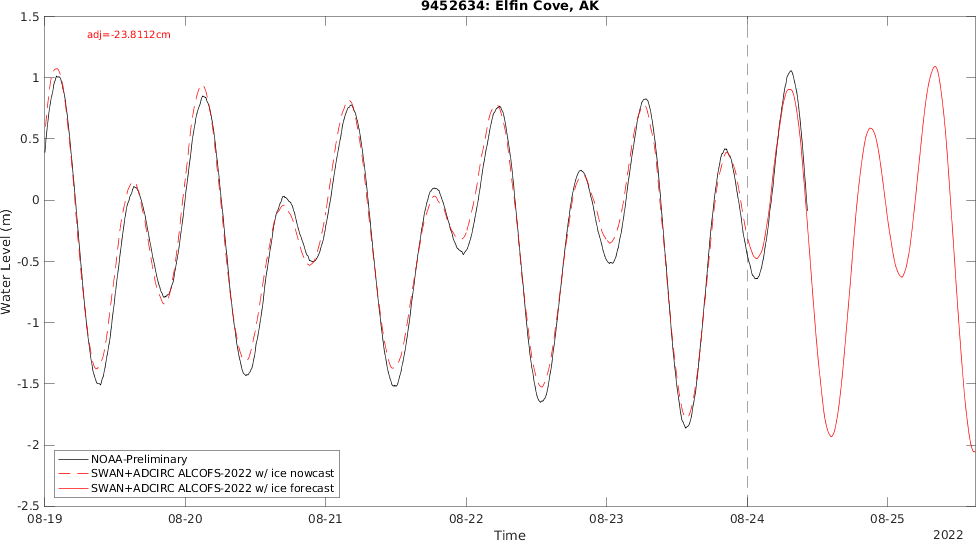 9452634: Elfin Cove, AK
adj=-23.8112cm
1.5
1
0.5
0
-0.5
-1
-1.5
-2
-2.5
Water Level (m)
NOAA-Preliminary
SWAN+ADCIRC ALCOFS-2022 w/ ice nowcast
SWAN+ADCIRC ALCOFS-2022 w/ ice forecast
08-19 08-20 08-21 08-22 08-23 08-24 08-25
Time
2022